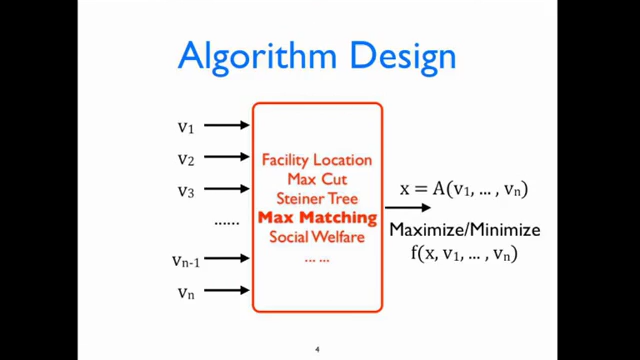 Algorithm Design
v1
v2
v3
......
vn-1
vn
Facility Location
Max Cut
Steiner Tree
Max Matching
Social Welfare
... ...
x = A(v1, ... , vn)
Maximize/Minimize
f(x, v1, ... , vn)
4